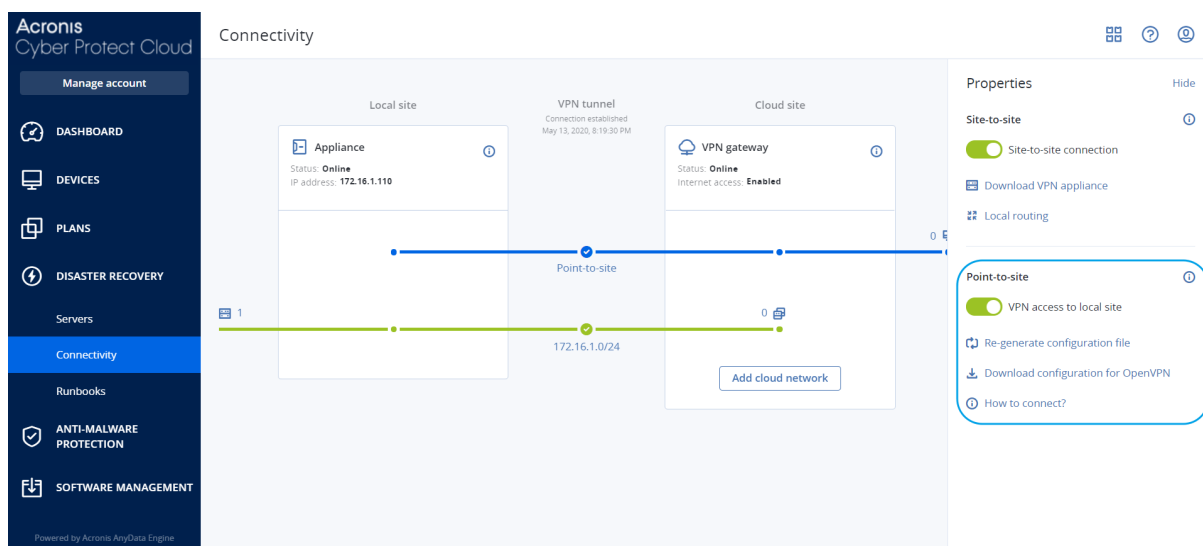 Acronis
Cyber Protect Cloud
Manage account
DASHBOARD
DEVICES
PLANS
DISASTER RECOVERY
Servers
Connectivity
Runbooks
ANTI-MALWARE
PROTECTION
SOFTWARE MANAGEMENT
Powered by Acronis AnyData Engine
Connectivity
Local site
VPN tunnel
Connection established
May 13, 2020, 8:19:30 PM
Cloud site
Appliance
Status: Online
IP address: 172.16.1.110
VPN gateway
Status: Online
Internet access: Enabled
0
Point-to-site
1
0
172.16.1.0/24
Add cloud network
Properties
Hide
Site-to-site
Site-to-site connection
Download VPN appliance
Local routing
Point-to-site
VPN access to local site
Re-generate configuration file
Download configuration for OpenVPN
How to connect?